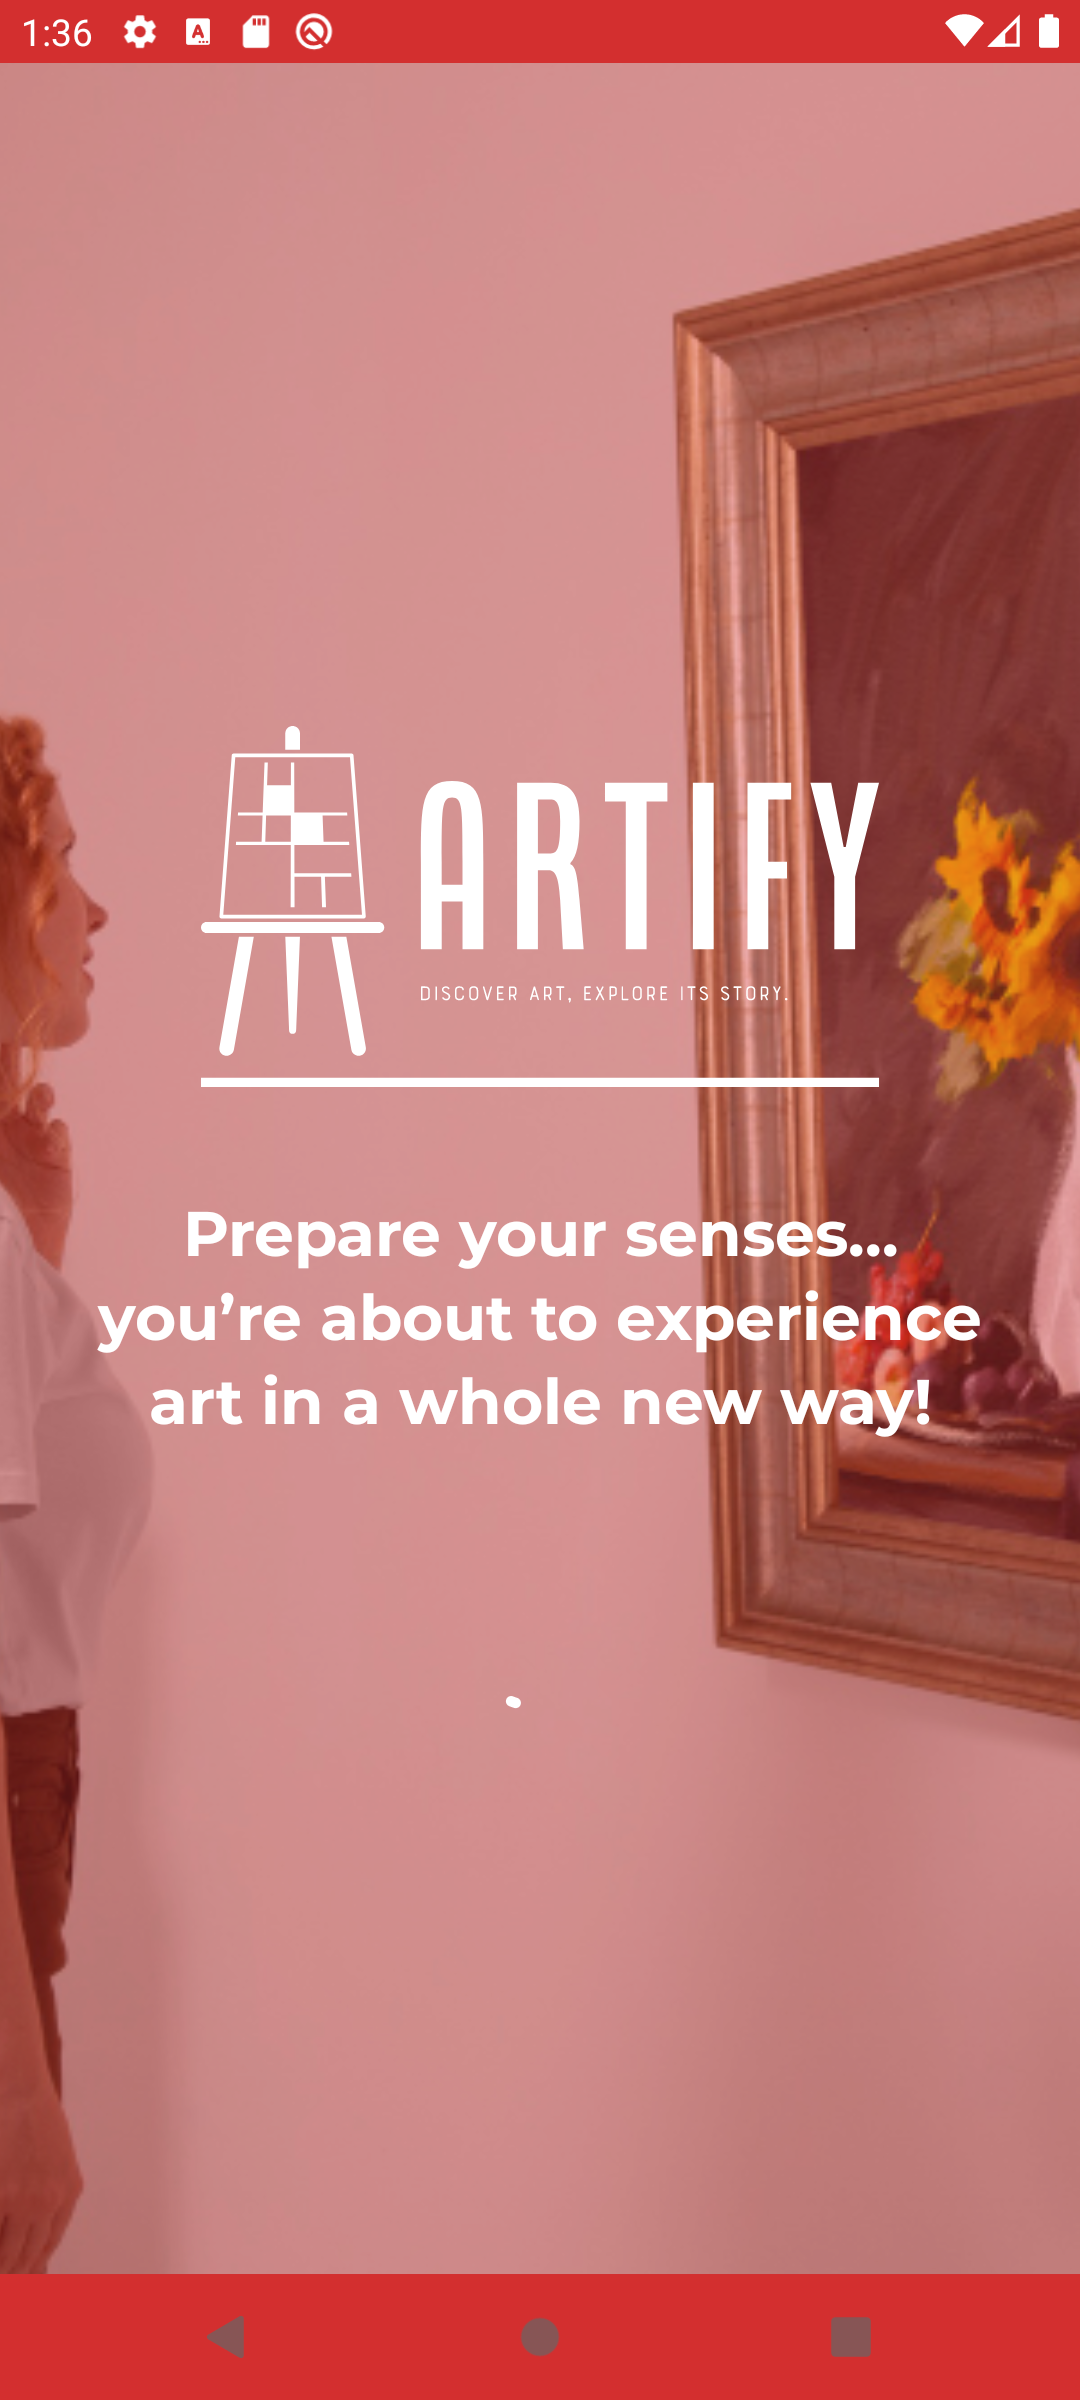 1:36
ARTIFY
DISCOVER ART, EXPLORE ITS STORY.
Prepare your senses...
you’re about to experience
art in a whole new way!